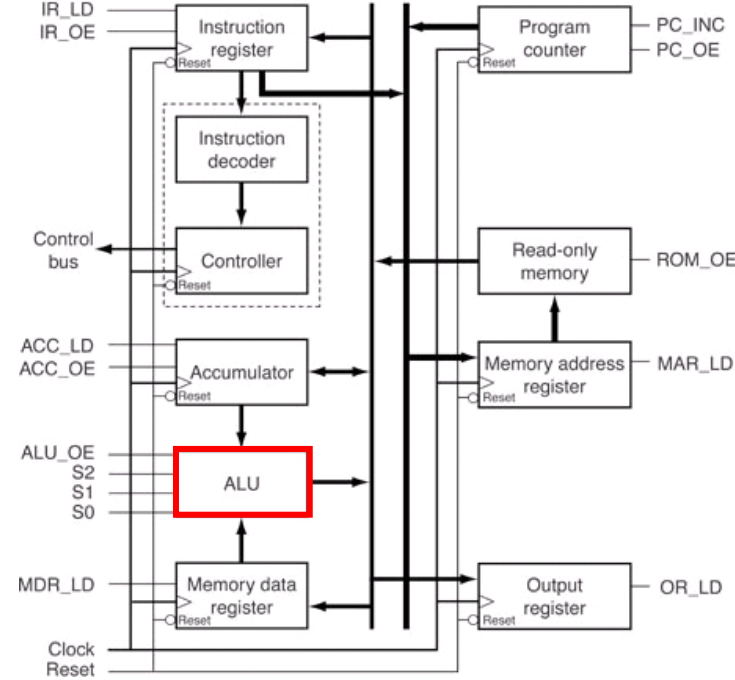 IR_LD
IR_OE
Instruction
register
Reset
Program
counter
Reset
PC_INC
PC_OE
Instruction
decoder
Control
bus
Controller
Reset
Read-only
memory
ROM_OE
ACC_LD
ACC_OE
Accumulator
Reset
Memory address
register
Reset
MAR_LD
ALU_OE
S2
S1
S0
ALU
MDR_LD
Memory data
register
Reset
Output
register
Reset
OR_LD
Clock
Reset